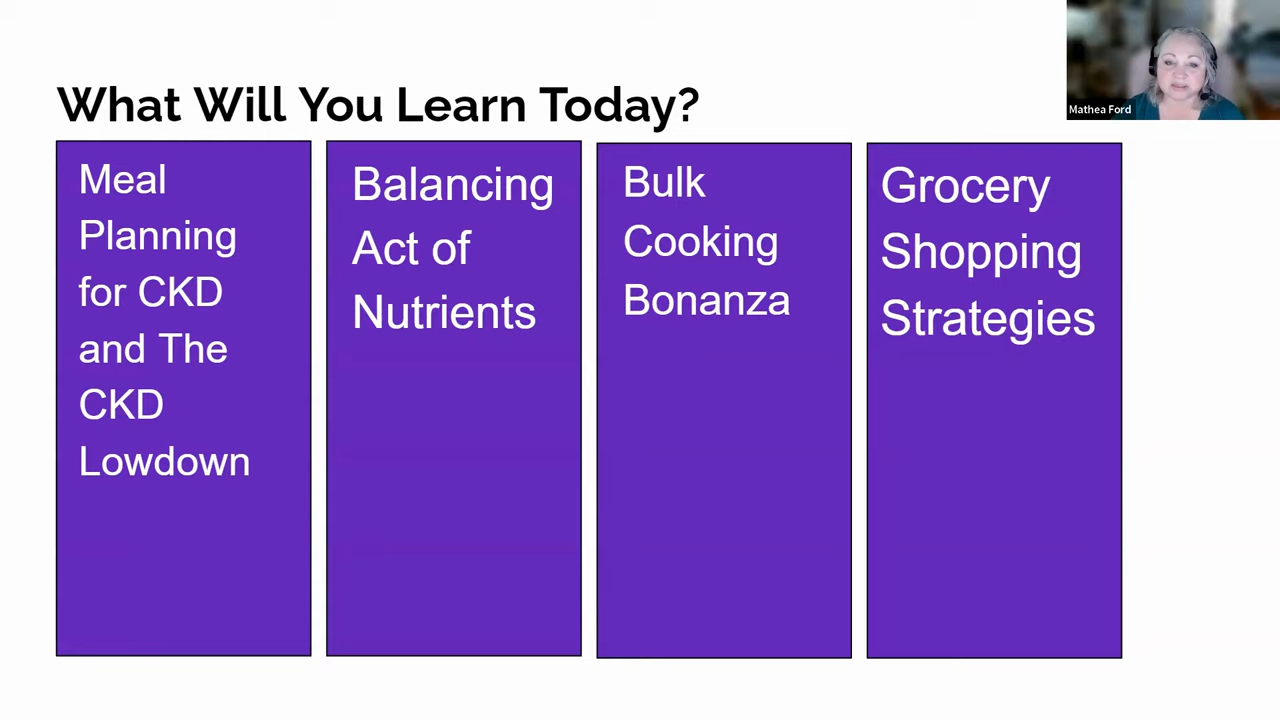 What Will You Learn Today?
Mathea Ford
Meal
Planning
for CKD
and The
CKD
Lowdown
Balancing
Act of
Nutrients
Bulk
Cooking
Bonanza
Grocery
Shopping
Strategies